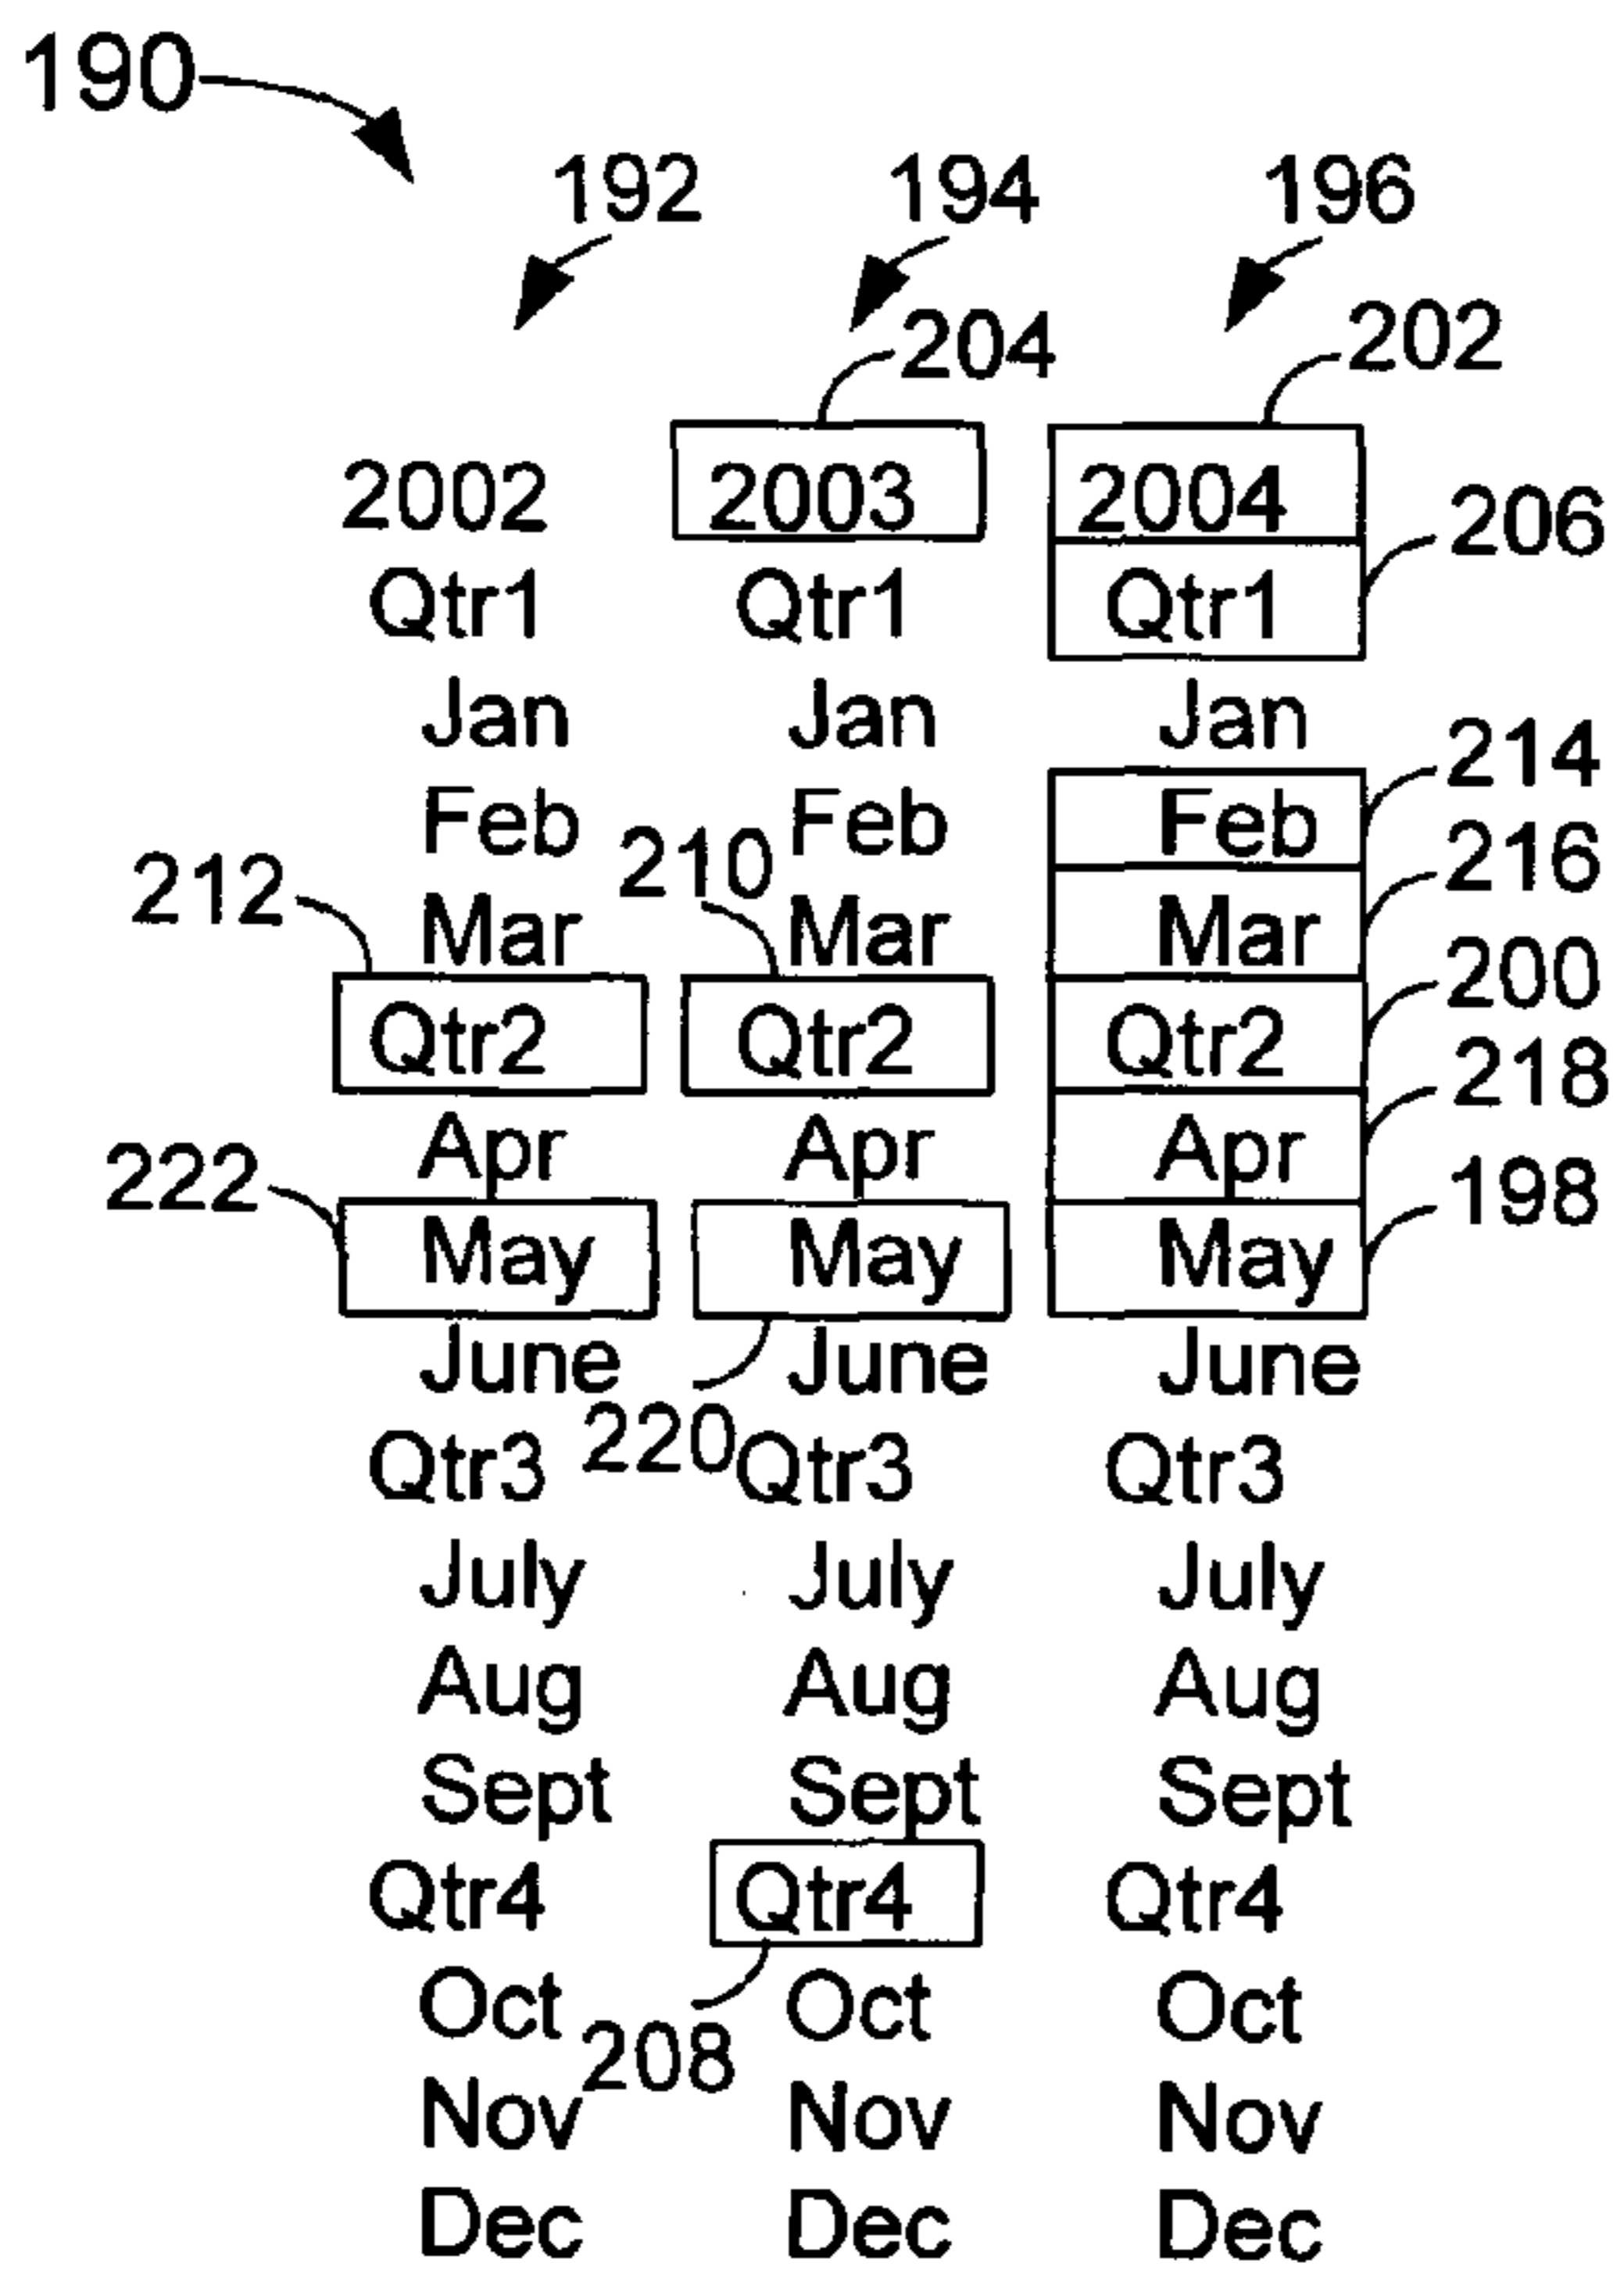 190
192 194 196
204 202
2002 2003 2004
206
Qtr1 Qtr1 Qtr1
Jan Jan Jan
214
Feb Feb Feb
212 210 216
Mar Mar Mar
200
Qtr2 Qtr2 Qtr2
218
Apr Apr Apr
222 198
May May May
June June June
220
Qtr3 Qtr3 Qtr3
July July July
Aug Aug Aug
Sept Sept Sept
Qtr4 Qtr4 Qtr4
Oct Oct Oct
208
Nov Nov Nov
Dec Dec Dec